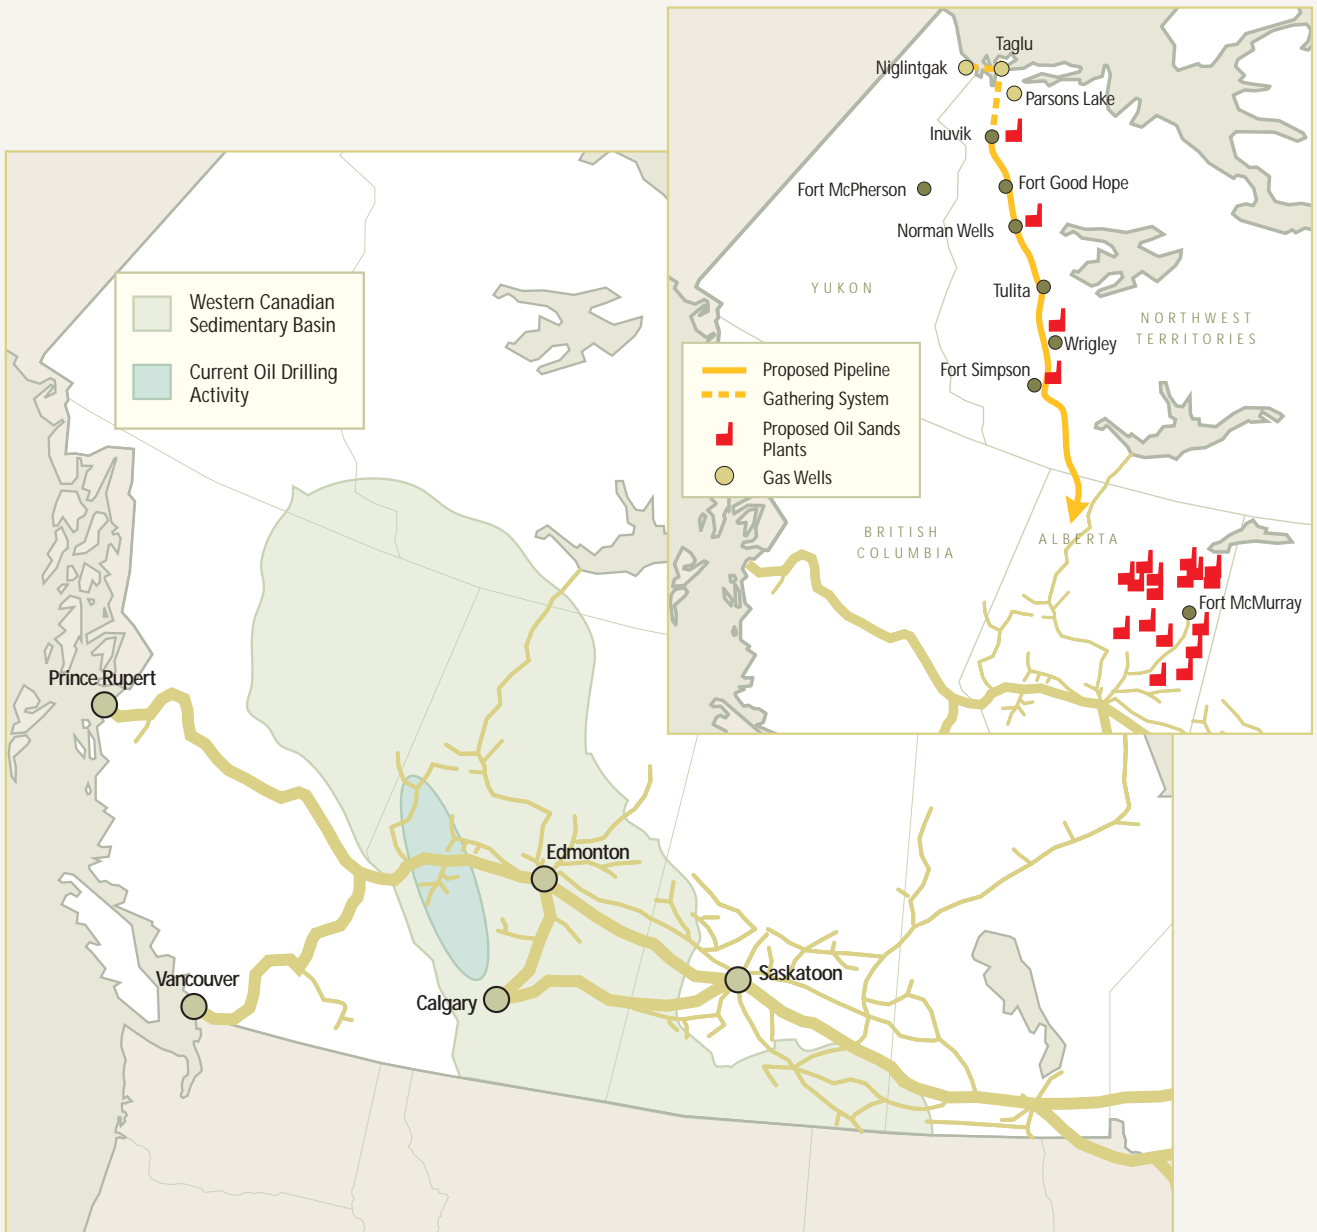 Taglu
Niglintgak
Parsons Lake
Inuvik
Fort McPherson
Fort Good Hope
Norman Wells
YUKON
Tulita
NORTHWEST
TERRITORIES
Wrigley
Fort Simpson
Proposed Pipeline
Gathering System
Proposed Oil Sands
Plants
Gas Wells
BRITISH
COLUMBIA
ALBERTA
Fort McMurray
Western Canadian
Sedimentary Basin
Current Oil Drilling
Activity
Prince Rupert
Edmonton
Vancouver
Calgary
Saskatoon